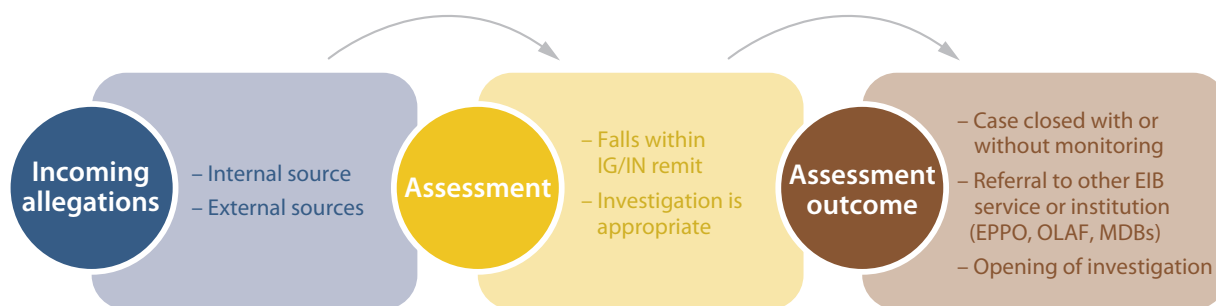 Incoming
allegations
– Internal source
– External sources
Assessment
– Falls within
IG/IN remit
– Investigation is
appropriate
Assessment
outcome
– Case closed with or
without monitoring
– Referral to other EIB
service or institution
(EPPO, OLAF, MDBs)
– Opening of investigation